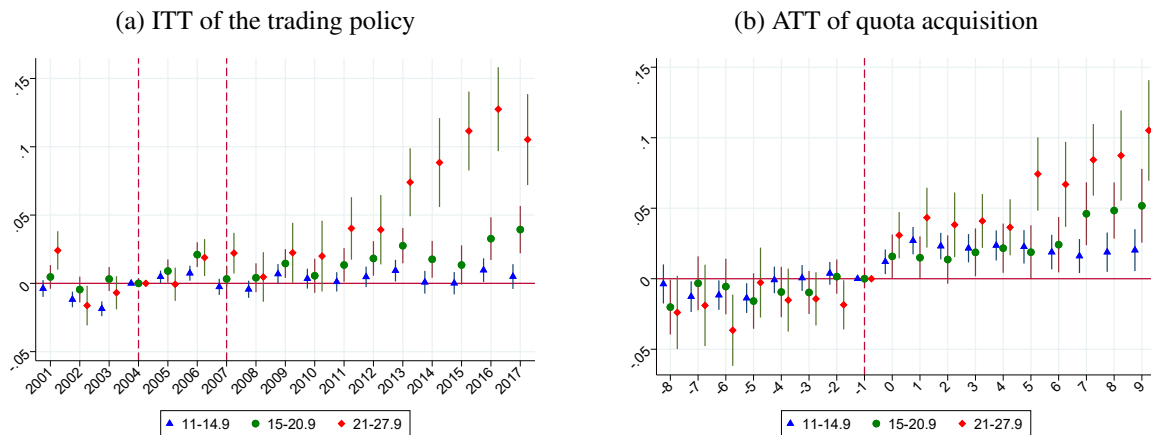 (a) ITT of the trading policy
.15
.1
.05
0
-.05
2001 2002 2003 2004 2005 2006 2007 2008 2009 2010 2011 2012 2013 2014 2015 2016 2017
11-14.9 15-20.9 21-27.9
(b) ATT of quota acquisition
.15
.1
.05
0
-.05
-8 -7 -6 -5 -4 -3 -2 -1 0 1 2 3 4 5 6 7 8 9
11-14.9 15-20.9 21-27.9